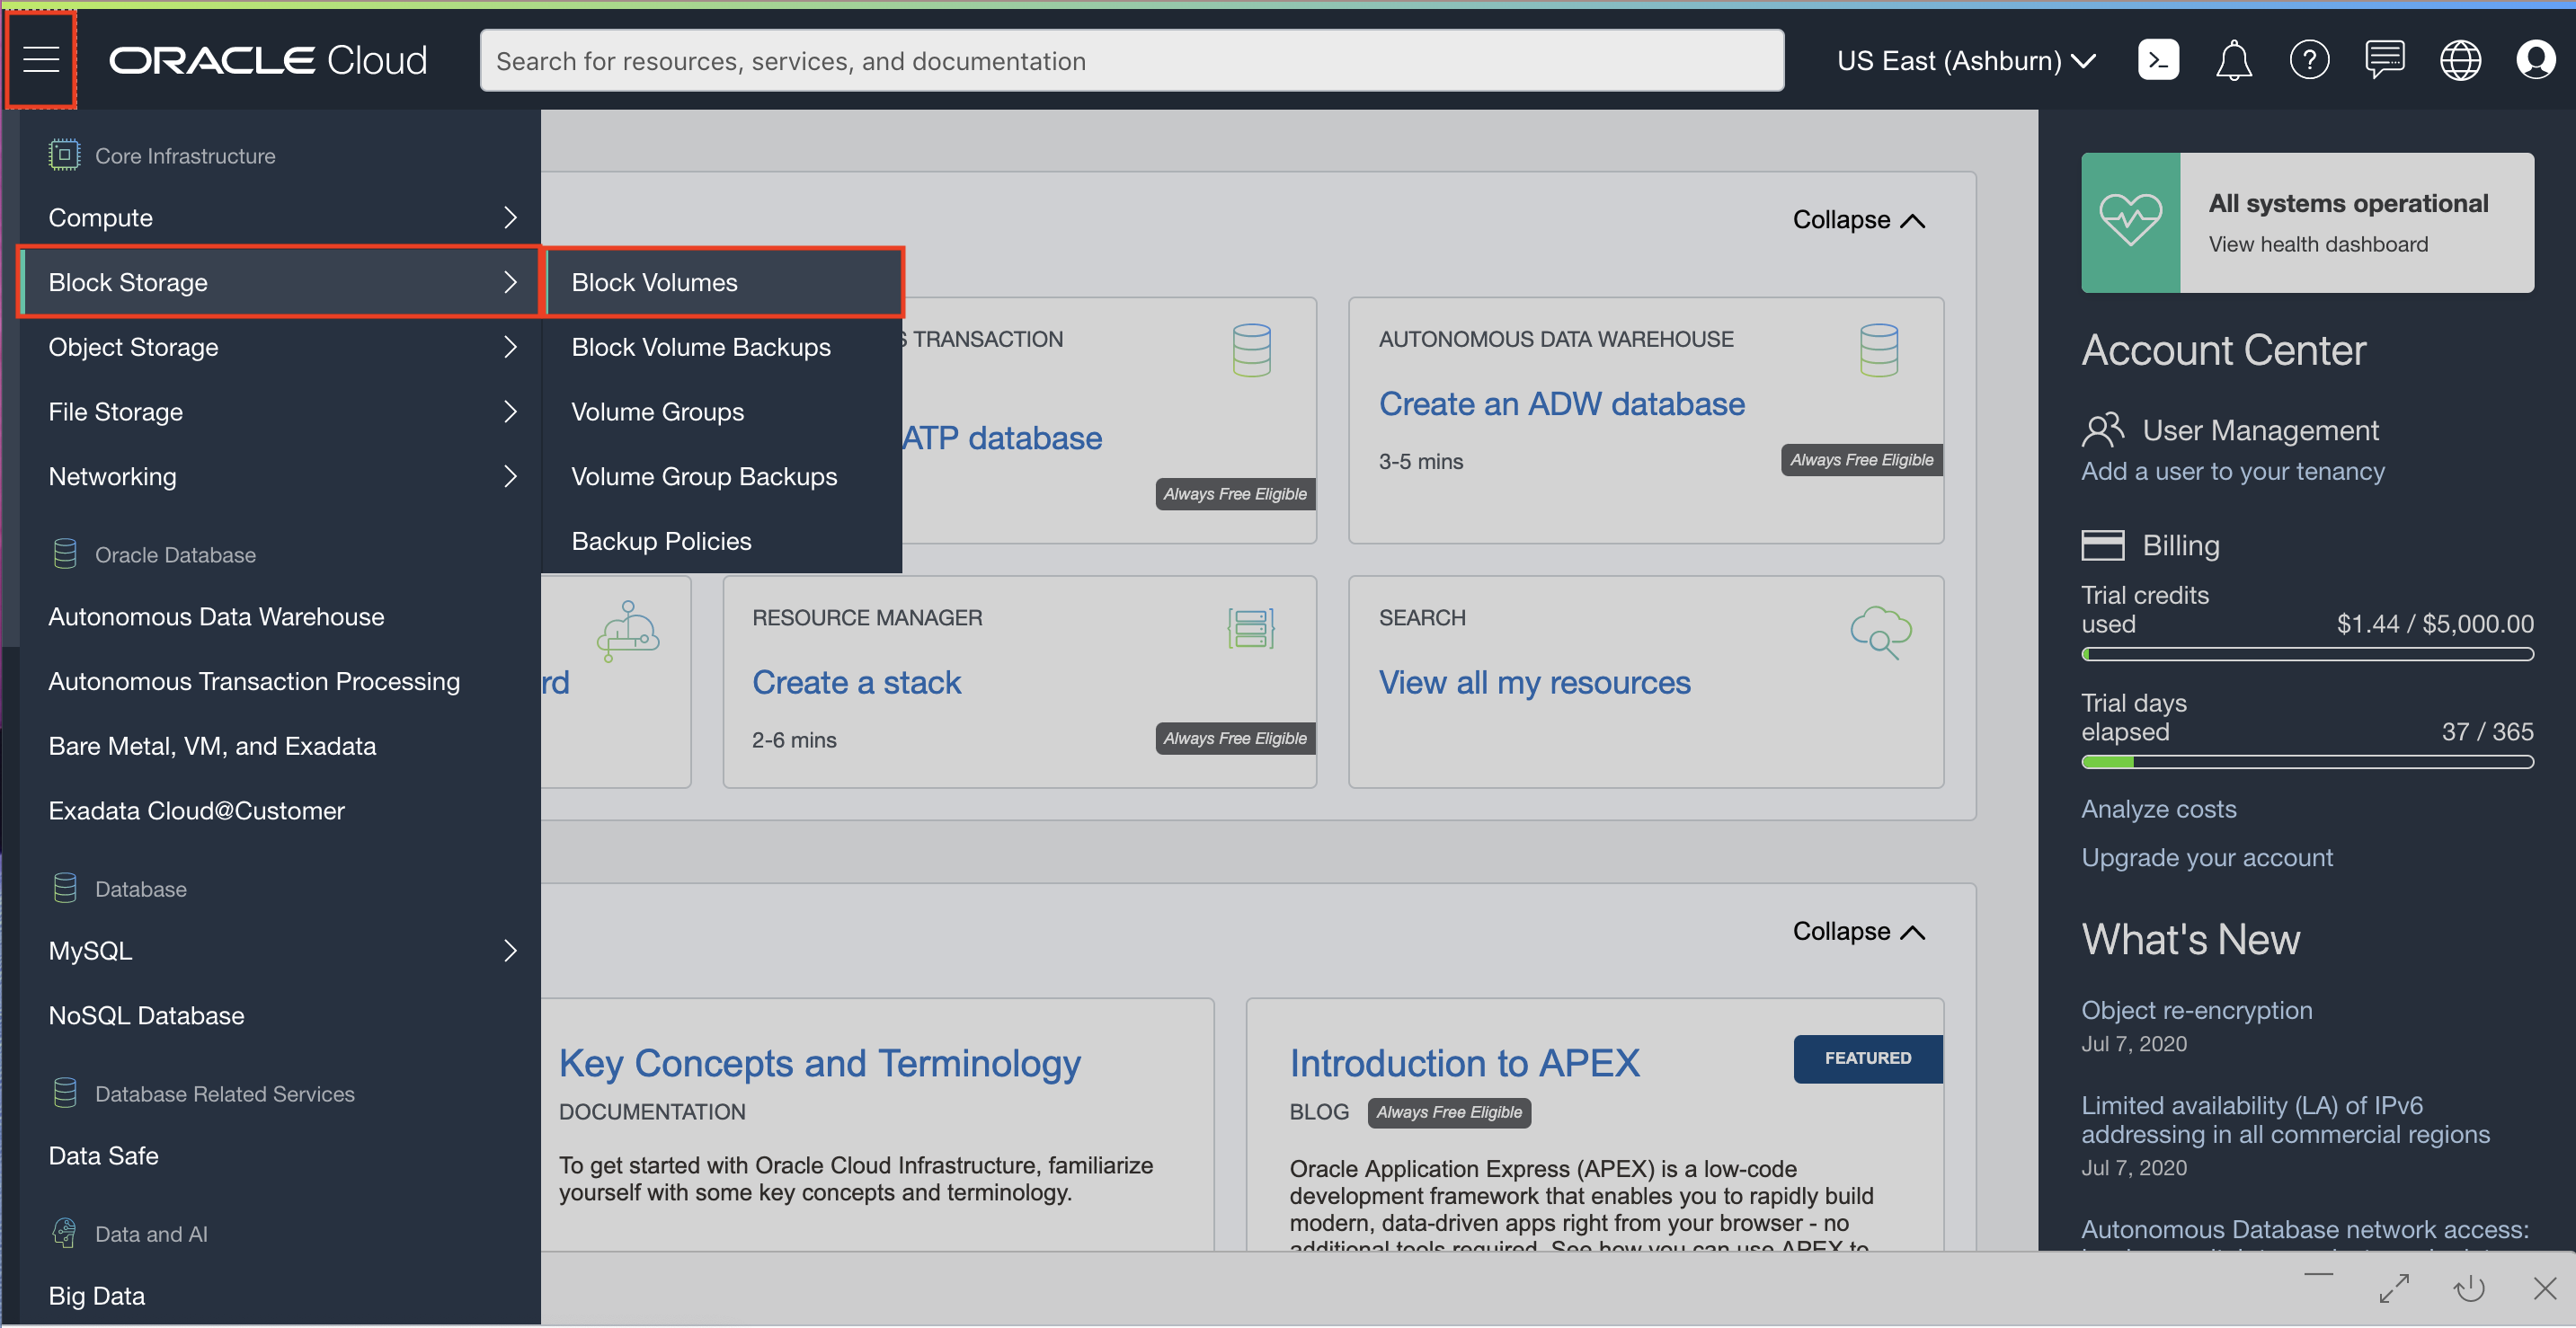 ORACLE Cloud
Search for resources, services, and documentation
US East (Ashburn)
Core Infrastructure
Compute
Block Storage
Object Storage
File Storage
Networking
Oracle Database
Autonomous Data Warehouse
Autonomous Transaction Processing
Bare Metal, VM, and Exadata
Exadata Cloud@Customer
Database
MySQL
NoSQL Database
Database Related Services
Data Safe
Data and AI
Big Data
Block Volumes
Block Volume Backups
Volume Groups
Volume Group Backups
Backup Policies
Collapse
TRANSACTION
ATP database
Always Free Eligible
AUTONOMOUS DATA WAREHOUSE
Create an ADW database
3-5 mins
Always Free Eligible
rd
RESOURCE MANAGER
Create a stack
2-6 mins
Always Free Eligible
SEARCH
View all my resources
Collapse
Key Concepts and Terminology
DOCUMENTATION
To get started with Oracle Cloud Infrastructure, familiarize
yourself with some key concepts and terminology.
Introduction to APEX
FEATURED
BLOG Always Free Eligible
Oracle Application Express (APEX) is a low-code
development framework that enables you to rapidly build
modern, data-driven apps right from your browser - no
additional tools required. See how you can use APEX to
All systems operational
View health dashboard
Account Center
User Management
Add a user to your tenancy
Billing
Trial credits
used $1.44 / $5,000.00
Trial days
elapsed 37 / 365
Analyze costs
Upgrade your account
What's New
Object re-encryption
Jul 7, 2020
Limited availability (LA) of IPv6
addressing in all commercial regions
Jul 7, 2020
Autonomous Database network access: